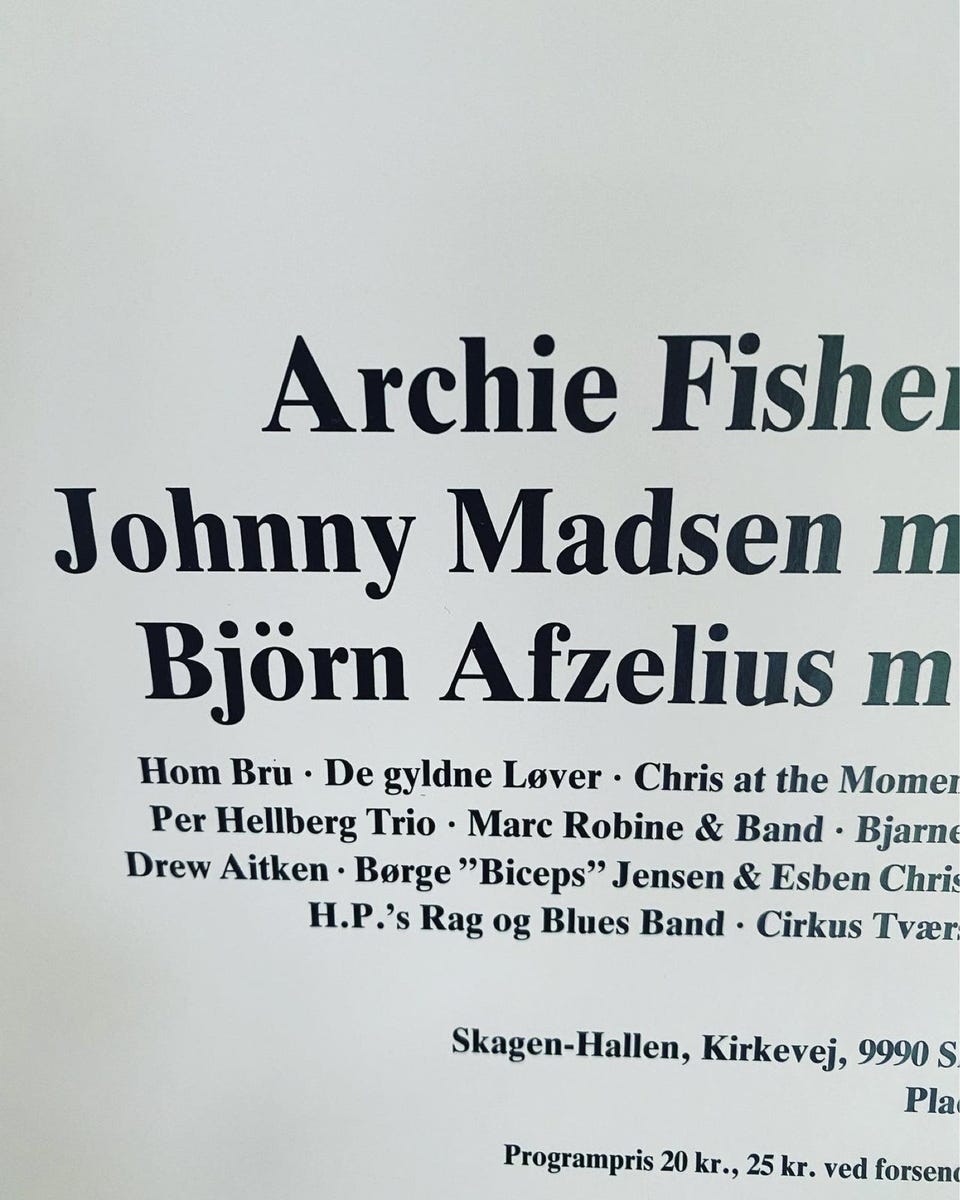 Archie Fisher
Johnny Madsen m
Björn Afzelius m
Hom Bru · De gyldne Løver · Chris at the Momen
Per Hellberg Trio · Marc Robine & Band · Bjarne
Drew Aitken · Børge ”Biceps” Jensen & Esben Chris
H.P.’s Rag og Blues Band · Cirkus Tværs
Skagen-Hallen, Kirkevej, 9990 S
Pla
Programpris 20 kr., 25 kr. ved forsend